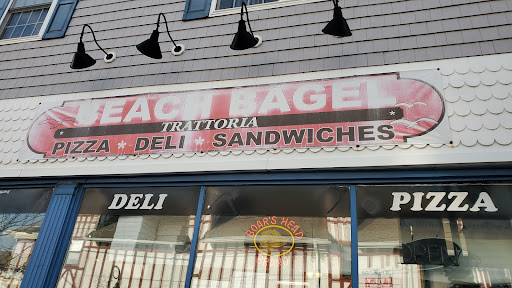 BEACH BAGEL
TRATTORIA
PIZZA * DELI * SANDWICHES *
DELI
PIZZA
BOAR'S HEAD